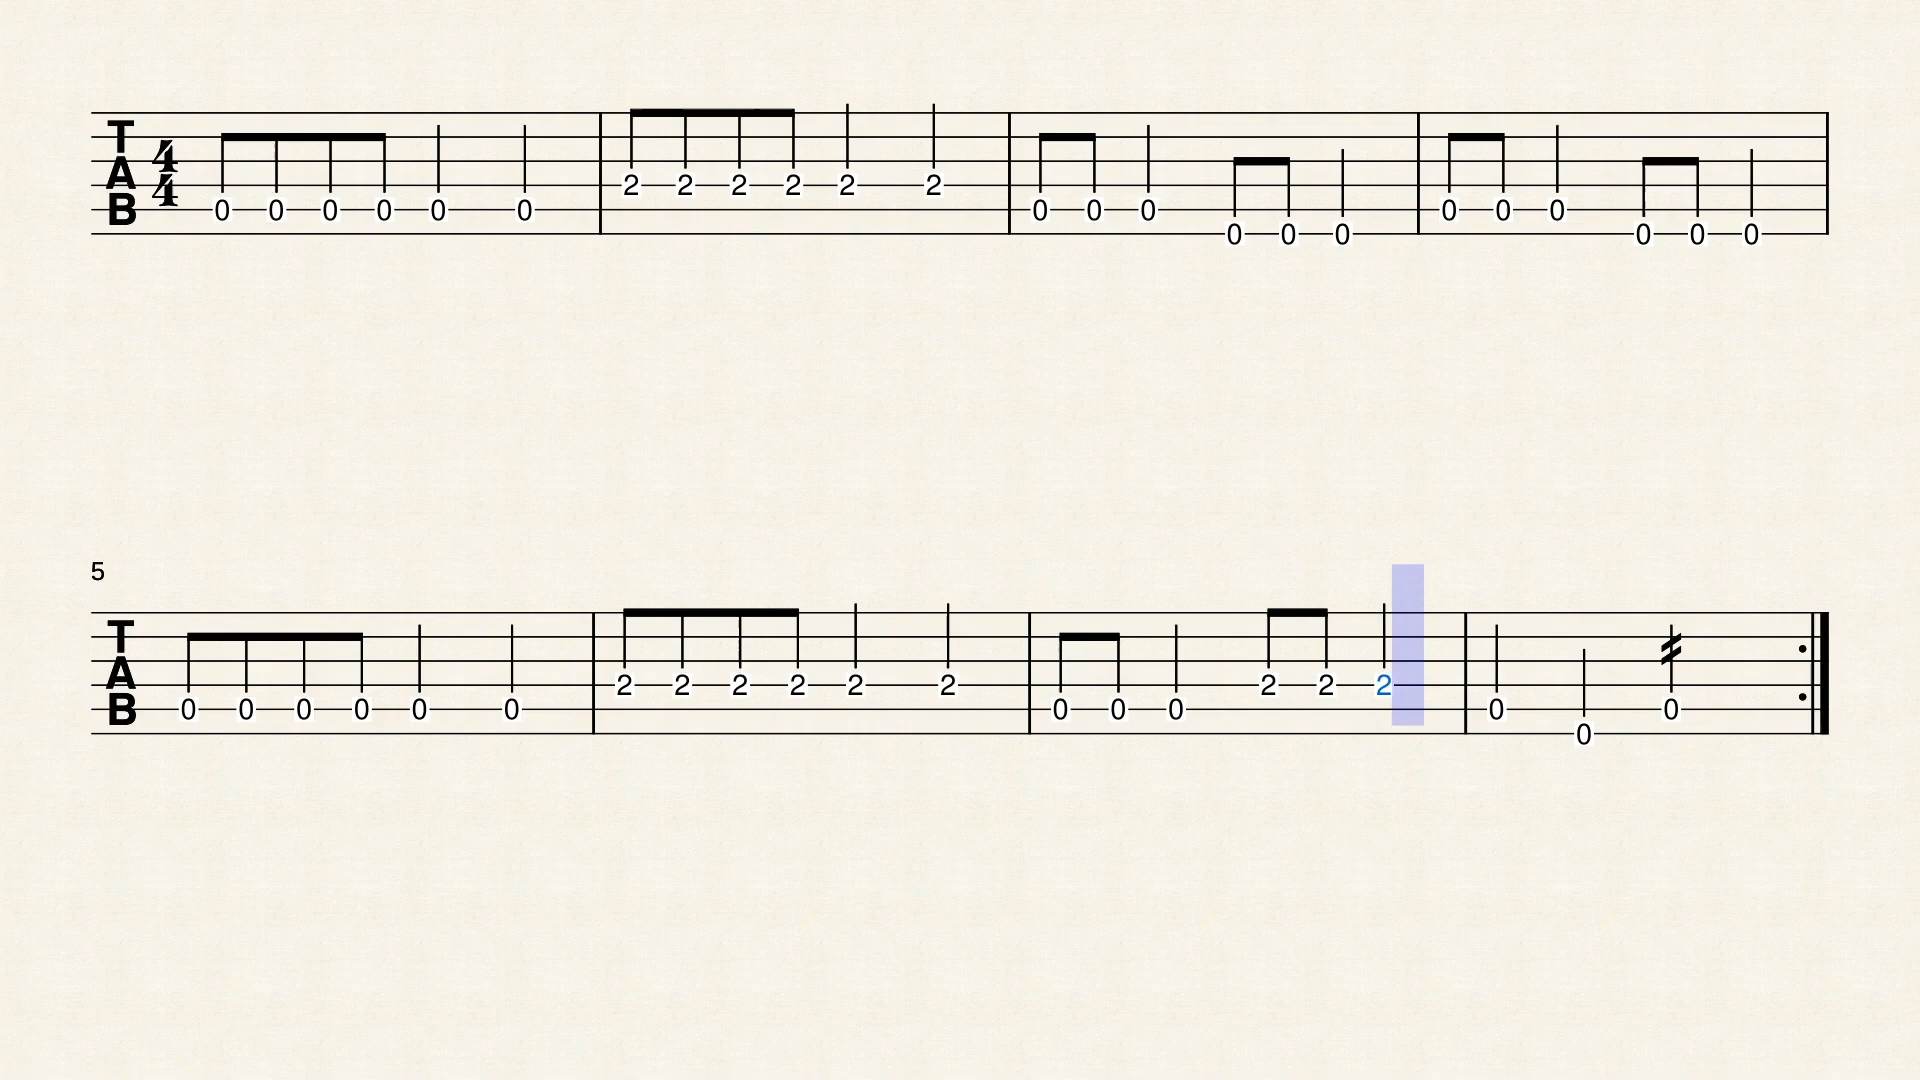 T
A
B
4
4
2 2 2 2 2 2
0 0 0 0 0 0 0 0 0 0 0 0
0 0 0 0 0 0
5
T
A
B
2 2 2 2 2 2 2 2 2
0 0 0 0 0 0 0 0 0 0 0
0